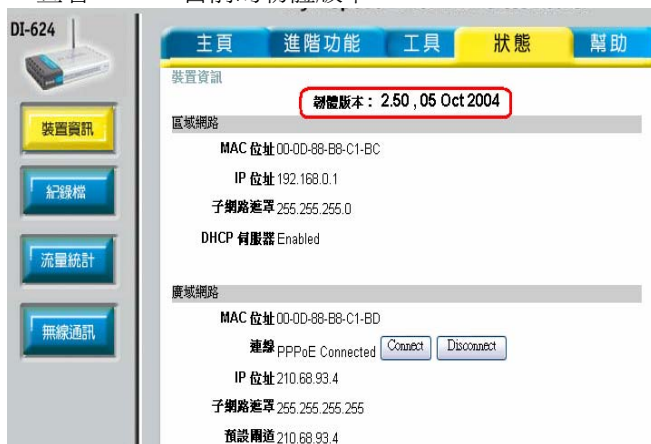 DI-624
主頁 進階功能 工具 狀態 幫助
裝置資訊
韌體版本： 2.50 , 05 Oct 2004
裝置資訊
區域網路
MAC 位址 00-0D-88-B8-C1-BC
IP 位址 192.168.0.1
紀錄檔
子網路遮罩 255.255.255.0
DHCP 伺服器 Enabled
流量統計
廣域網路
MAC 位址 00-0D-88-B8-C1-BD
無線通訊
連線 PPPoE Connected Connect Disconnect
IP 位址 210.68.93.4
子網路遮罩 255.255.255.255
預設閘道 210.68.93.4